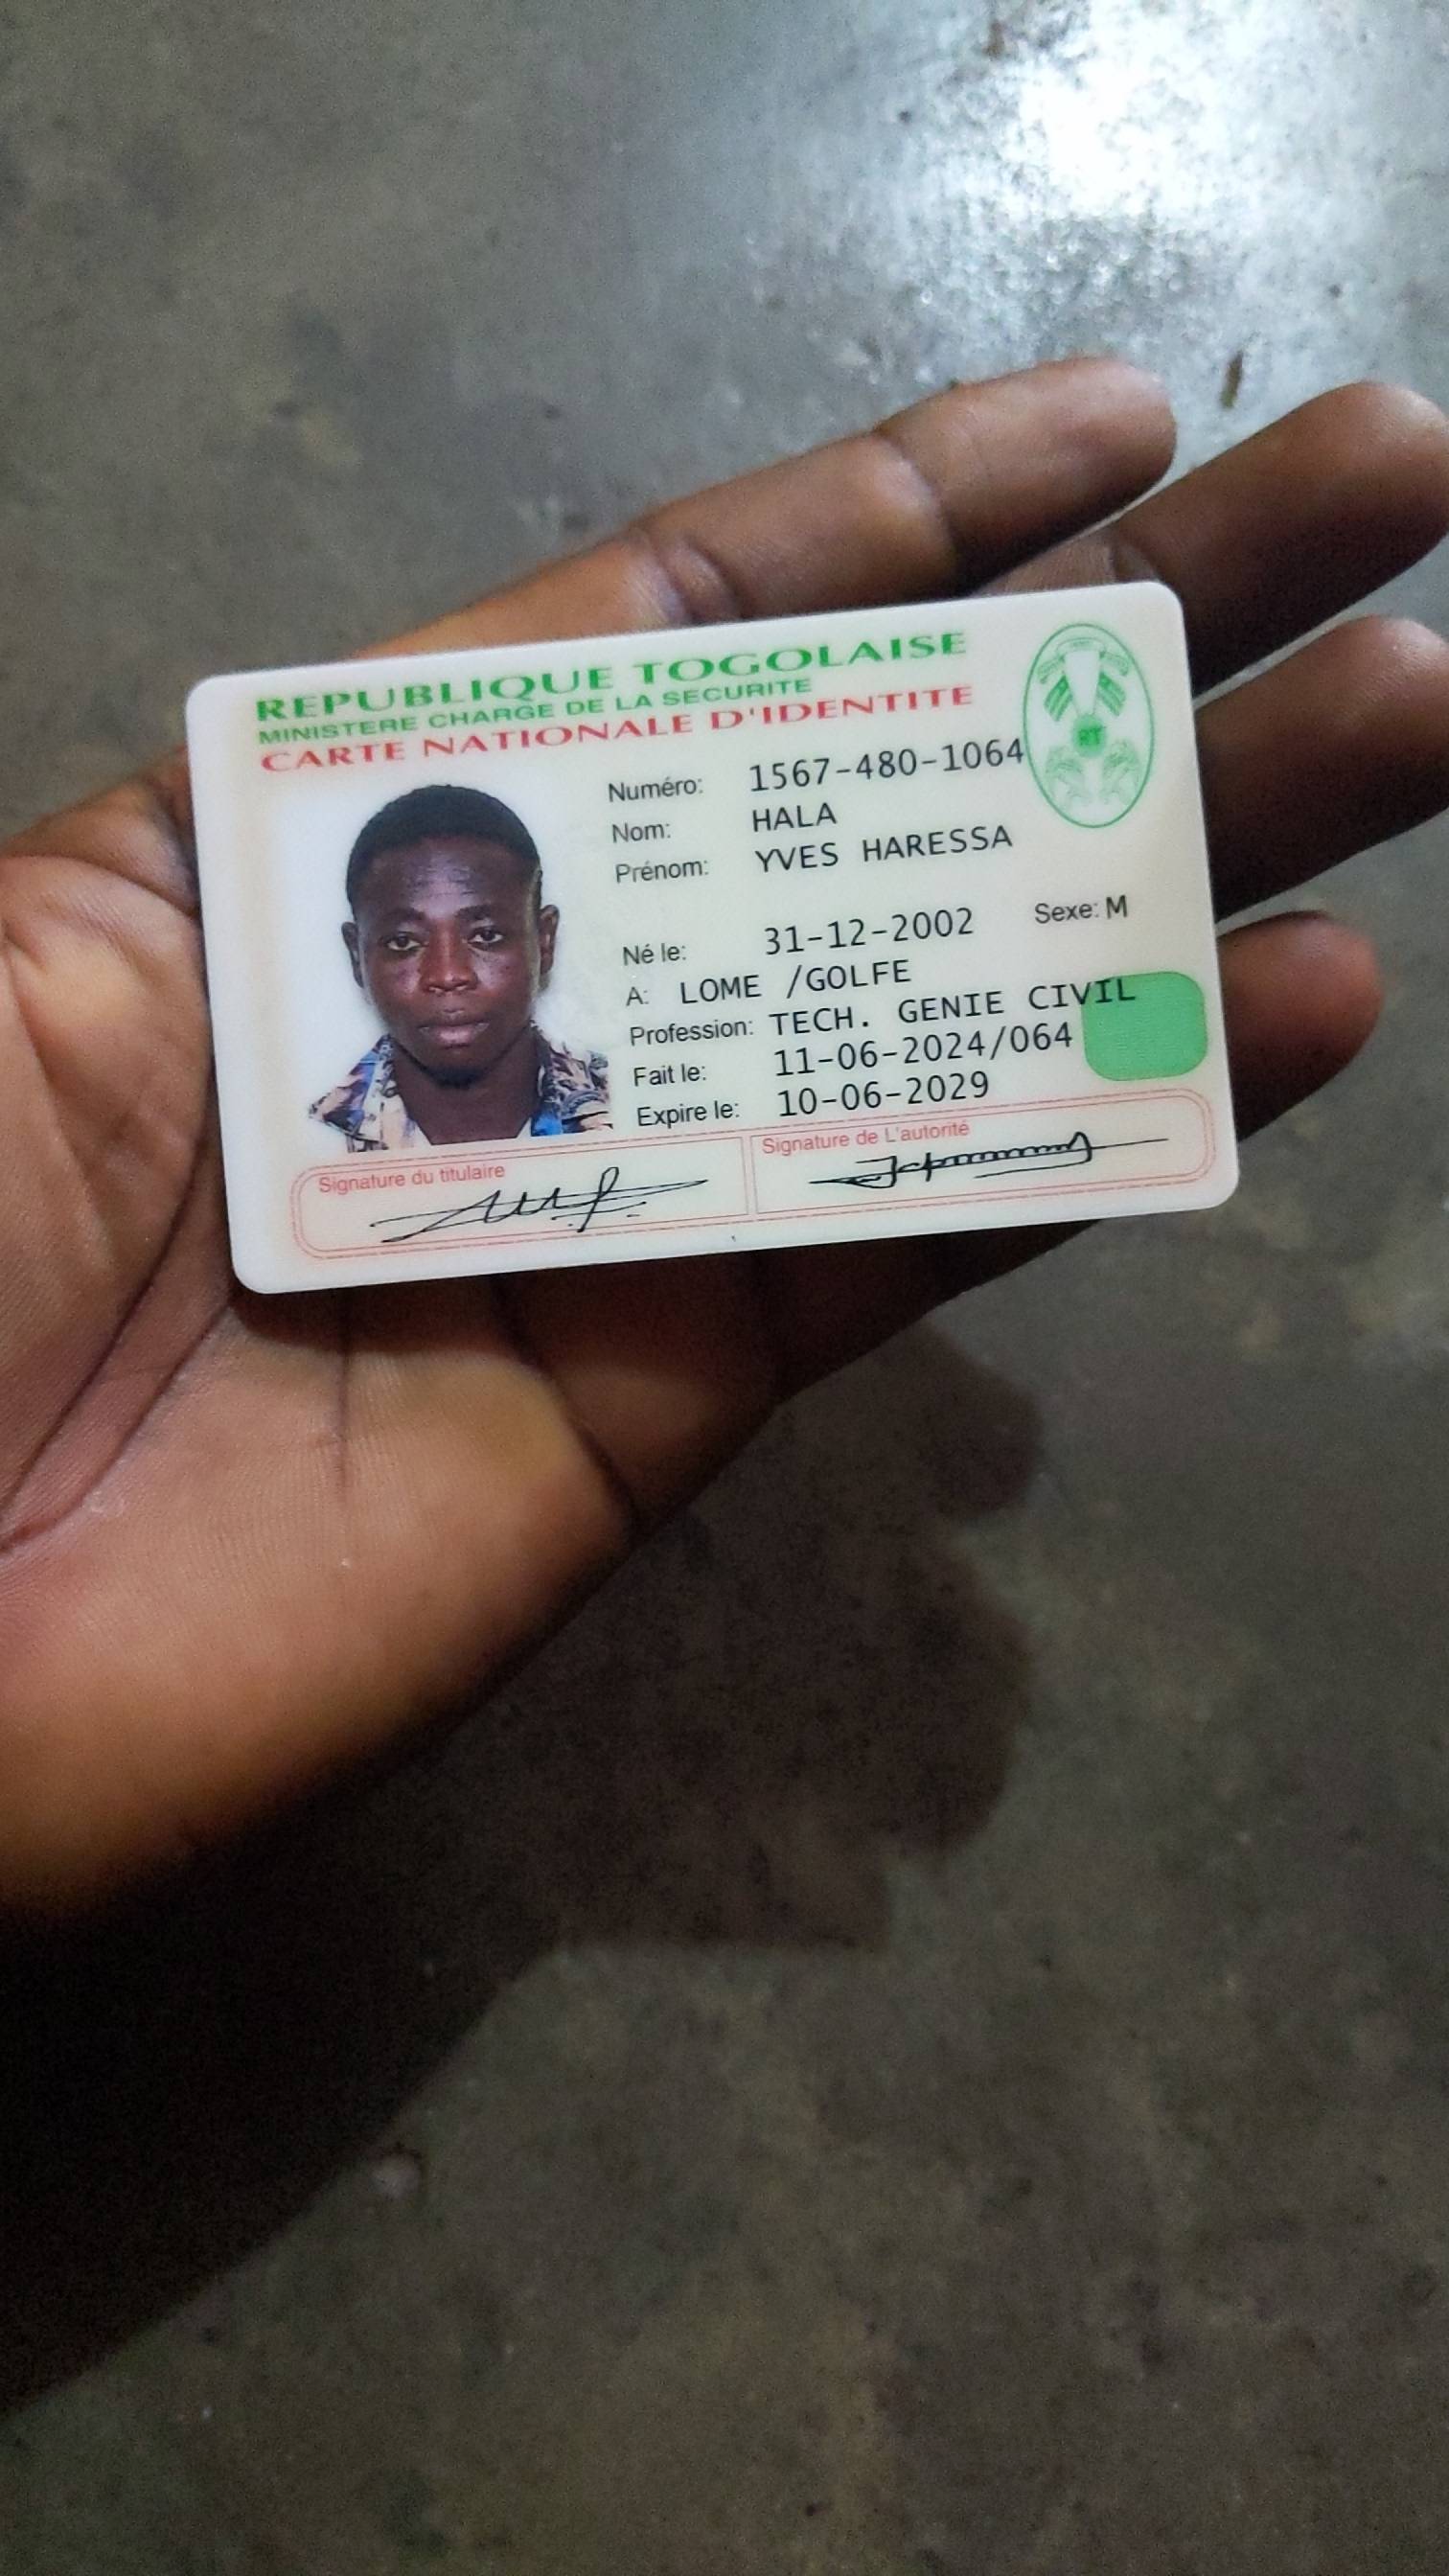 REPUBLIQUE TOGOLAISE
MINISTERE CHARGE DE LA SECURITE
CARTE NATIONALE D'IDENTITE
RT
Numéro: 1567-480-1064
Nom: HALA
Prénom: YVES HARESSA
Né le: 31-12-2002 Sexe: M
A: LOME /GOLFE
Profession: TECH. GENIE CIVIL
Fait le: 11-06-2024/064
Expire le: 10-06-2029
Signature du titulaire Signature de L'autorité